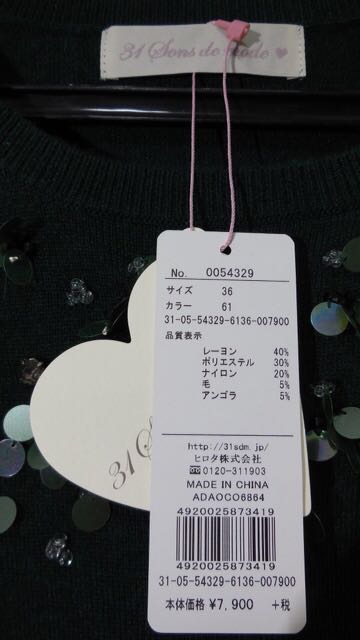 31 Sons de mode
No. 0054329
サイズ 36
カラー 61
31-05-54329-6136-007900
品質表示
レーヨン 40%
ポリエステル 30%
ナイロン 20%
毛 5%
アンゴラ 5%
http://31sdm.jp/
ヒロタ株式会社
0120-311903
MADE IN CHINA
ADAOCO6864
4920025873419
4920025873419
31-05-54329-6136-007900
本体価格 ¥7,900 +税
31 S